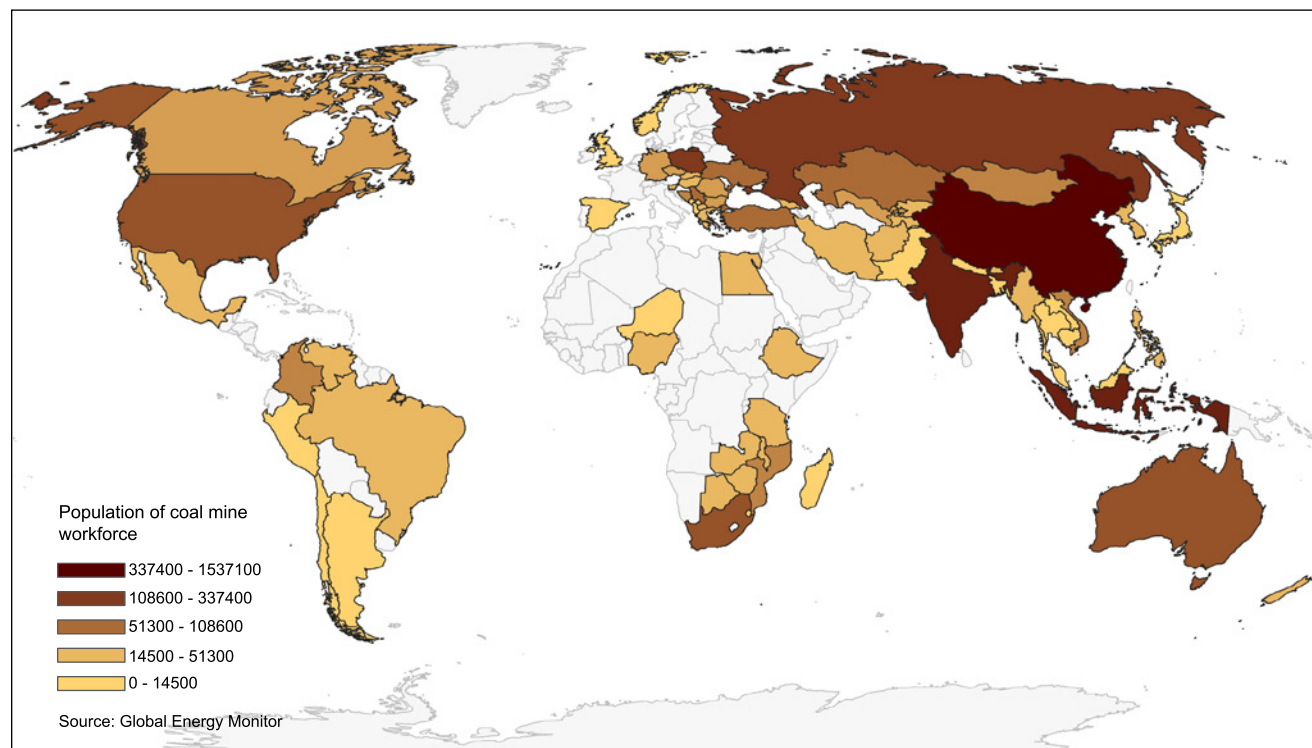 Population of coal mine
workforce
337400 - 1537100
108600 - 337400
51300 - 108600
14500 - 51300
0 - 14500
Source: Global Energy Monitor